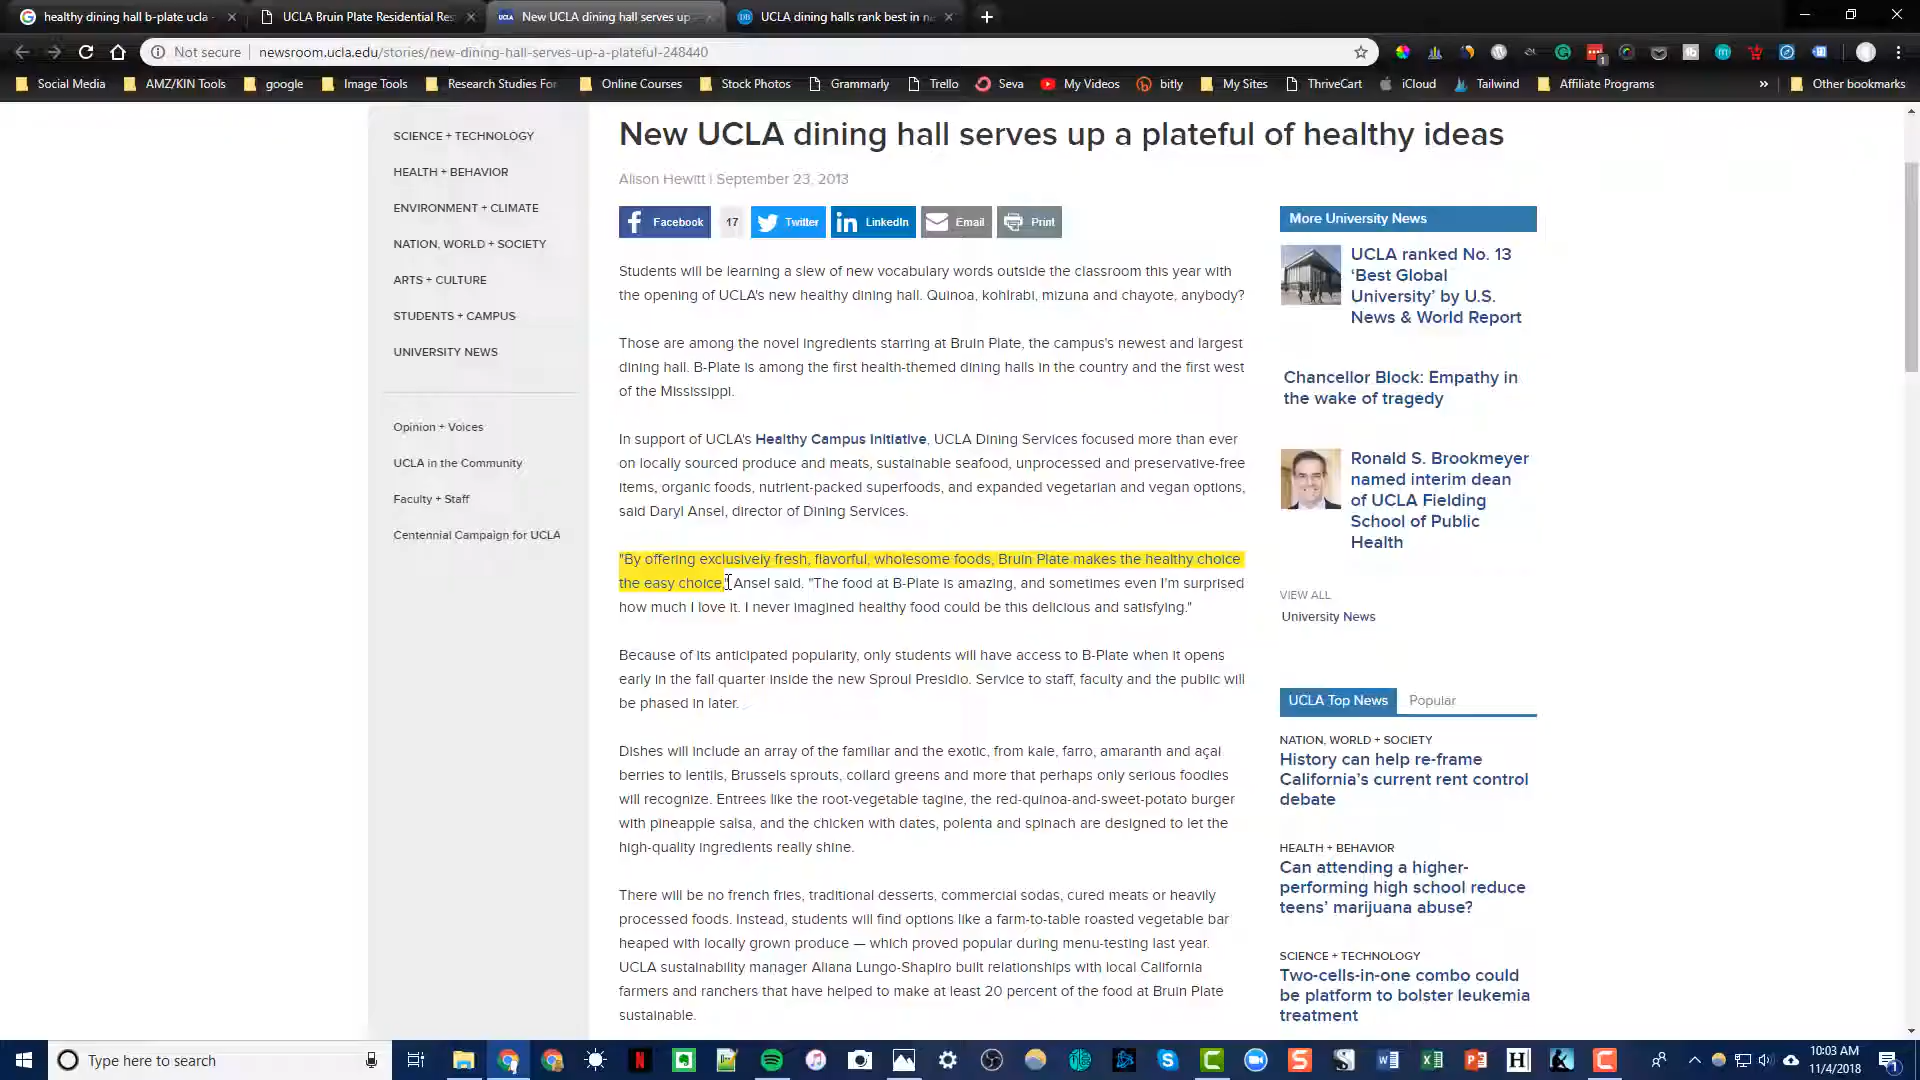 healthy dining hall b-plate ucla
UCLA Bruin Plate Residential Res
New UCLA dining hall serves up
UCLA dining halls rank best in n
Not secure newsroom.ucla.edu/stories/new-dining-hall-serves-up-a-plateful-248440
Social Media AMZ/KIN Tools google Image Tools Research Studies For Online Courses Stock Photos Grammarly Trello Seva My Videos bitly My Sites ThriveCart iCloud Tailwind Affiliate Programs » Other bookmarks
SCIENCE + TECHNOLOGY
HEALTH + BEHAVIOR
ENVIRONMENT + CLIMATE
NATION, WORLD + SOCIETY
ARTS + CULTURE
STUDENTS + CAMPUS
UNIVERSITY NEWS
Opinion + Voices
UCLA in the Community
Faculty + Staff
Centennial Campaign for UCLA
New UCLA dining hall serves up a plateful of healthy ideas
Alison Hewitt | September 23, 2013
Facebook 17 Twitter LinkedIn Email Print
Students will be learning a slew of new vocabulary words outside the classroom this year with
the opening of UCLA's new healthy dining hall. Quinoa, kohlrabi, mizuna and chayote, anybody?
Those are among the novel ingredients starring at Bruin Plate, the campus's newest and largest
dining hall. B-Plate is among the first health-themed dining halls in the country and the first west
of the Mississippi.
In support of UCLA's Healthy Campus Initiative, UCLA Dining Services focused more than ever
on locally sourced produce and meats, sustainable seafood, unprocessed and preservative-free
items, organic foods, nutrient-packed superfoods, and expanded vegetarian and vegan options,
said Daryl Ansel, director of Dining Services.
"By offering exclusively fresh, flavorful, wholesome foods, Bruin Plate makes the healthy choice
the easy choice," Ansel said. "The food at B-Plate is amazing, and sometimes even I'm surprised
how much I love it. I never imagined healthy food could be this delicious and satisfying."
Because of its anticipated popularity, only students will have access to B-Plate when it opens
early in the fall quarter inside the new Sproul Presidio. Service to staff, faculty and the public will
be phased in later.
Dishes will include an array of the familiar and the exotic, from kale, farro, amaranth and açaí
berries to lentils, Brussels sprouts, collard greens and more that perhaps only serious foodies
will recognize. Entrees like the root-vegetable tagine, the red-quinoa-and-sweet-potato burger
with pineapple salsa, and the chicken with dates, polenta and spinach are designed to let the
high-quality ingredients really shine.
There will be no french fries, traditional desserts, commercial sodas, cured meats or heavily
processed foods. Instead, students will find options like a farm-to-table roasted vegetable bar
heaped with locally grown produce — which proved popular during menu-testing last year.
UCLA sustainability manager Aliana Lungo-Shapiro built relationships with local California
farmers and ranchers that have helped to make at least 20 percent of the food at Bruin Plate
sustainable.
More University News
UCLA ranked No. 13
‘Best Global
University’ by U.S.
News & World Report
Chancellor Block: Empathy in
the wake of tragedy
Ronald S. Brookmeyer
named interim dean
of UCLA Fielding
School of Public
Health
VIEW ALL
University News
UCLA Top News Popular
NATION, WORLD + SOCIETY
History can help re-frame
California’s current rent control
debate
HEALTH + BEHAVIOR
Can attending a higher-
performing high school reduce
teens’ marijuana abuse?
SCIENCE + TECHNOLOGY
Two-cells-in-one combo could
be platform to bolster leukemia
treatment
Type here to search
10:03 AM
11/4/2018